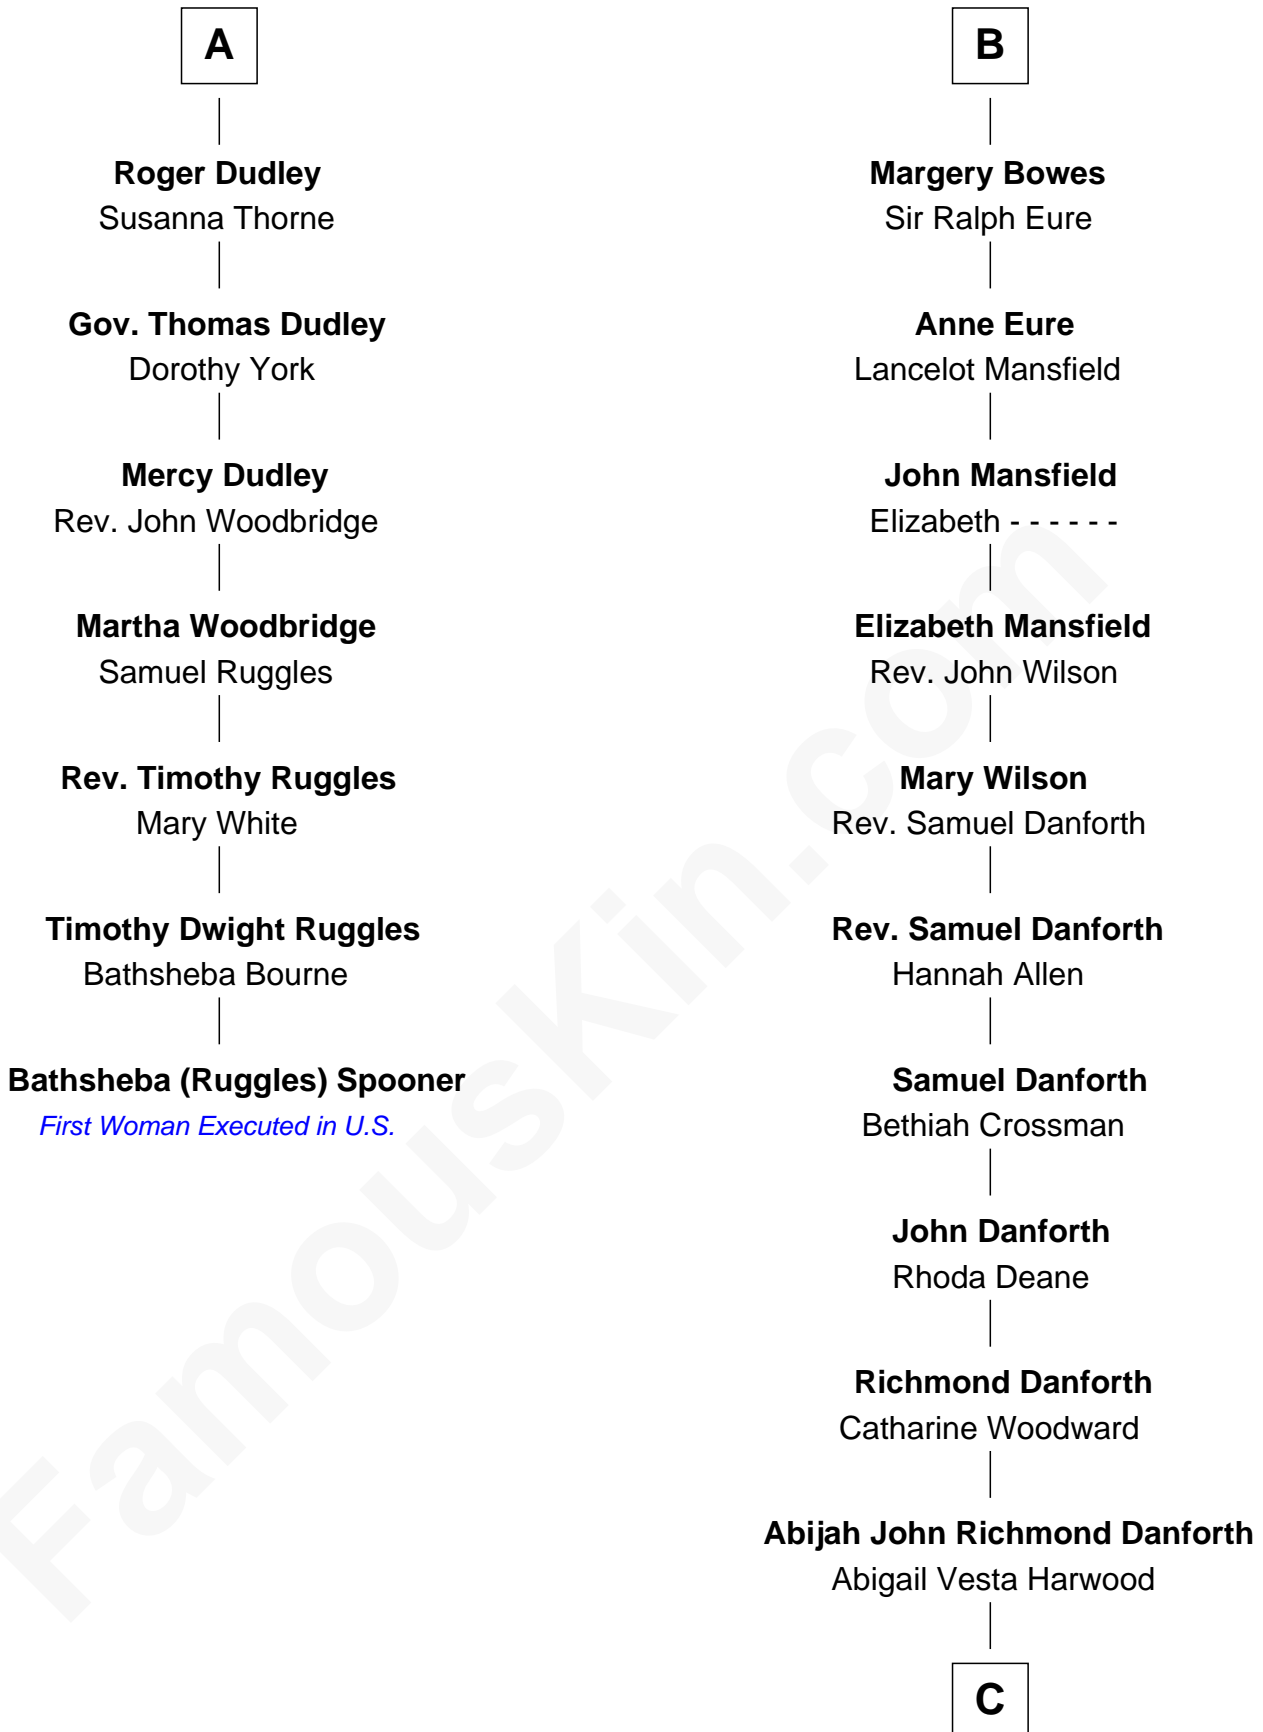 A
Roger Dudley
Susanna Thorne
Gov. Thomas Dudley
Dorothy York
Mercy Dudley
Rev. John Woodbridge
Martha Woodbridge
Samuel Ruggles
Rev. Timothy Ruggles
Mary White
Timothy Dwight Ruggles
Bathsheba Bourne
Bathsheba (Ruggles) Spooner
First Woman Executed in U.S.
B
Margery Bowes
Sir Ralph Eure
Anne Eure
Lancelot Mansfield
John Mansfield
Elizabeth - - - - - -
Elizabeth Mansfield
Rev. John Wilson
Mary Wilson
Rev. Samuel Danforth
Rev. Samuel Danforth
Hannah Allen
Samuel Danforth
Bethiah Crossman
John Danforth
Rhoda Deane
Richmond Danforth
Catharine Woodward
Abijah John Richmond Danforth
Abigail Vesta Harwood
C
FamousKin.com